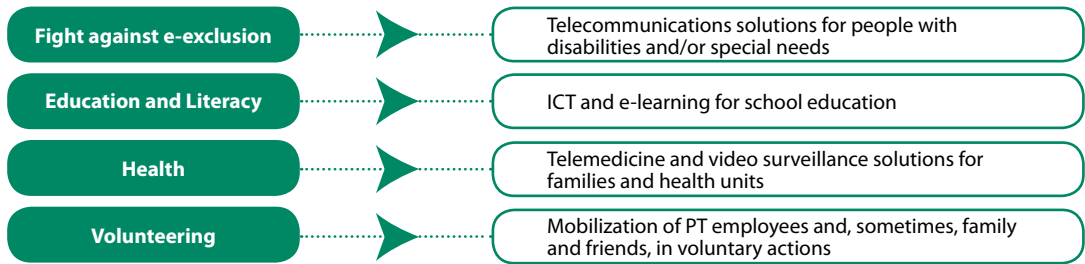 Fight against e-exclusion
Telecommunications solutions for people with
disabilities and/or special needs
Education and Literacy
ICT and e-learning for school education
Health
Telemedicine and video surveillance solutions for
families and health units
Volunteering
Mobilization of PT employees and, sometimes, family
and friends, in voluntary actions